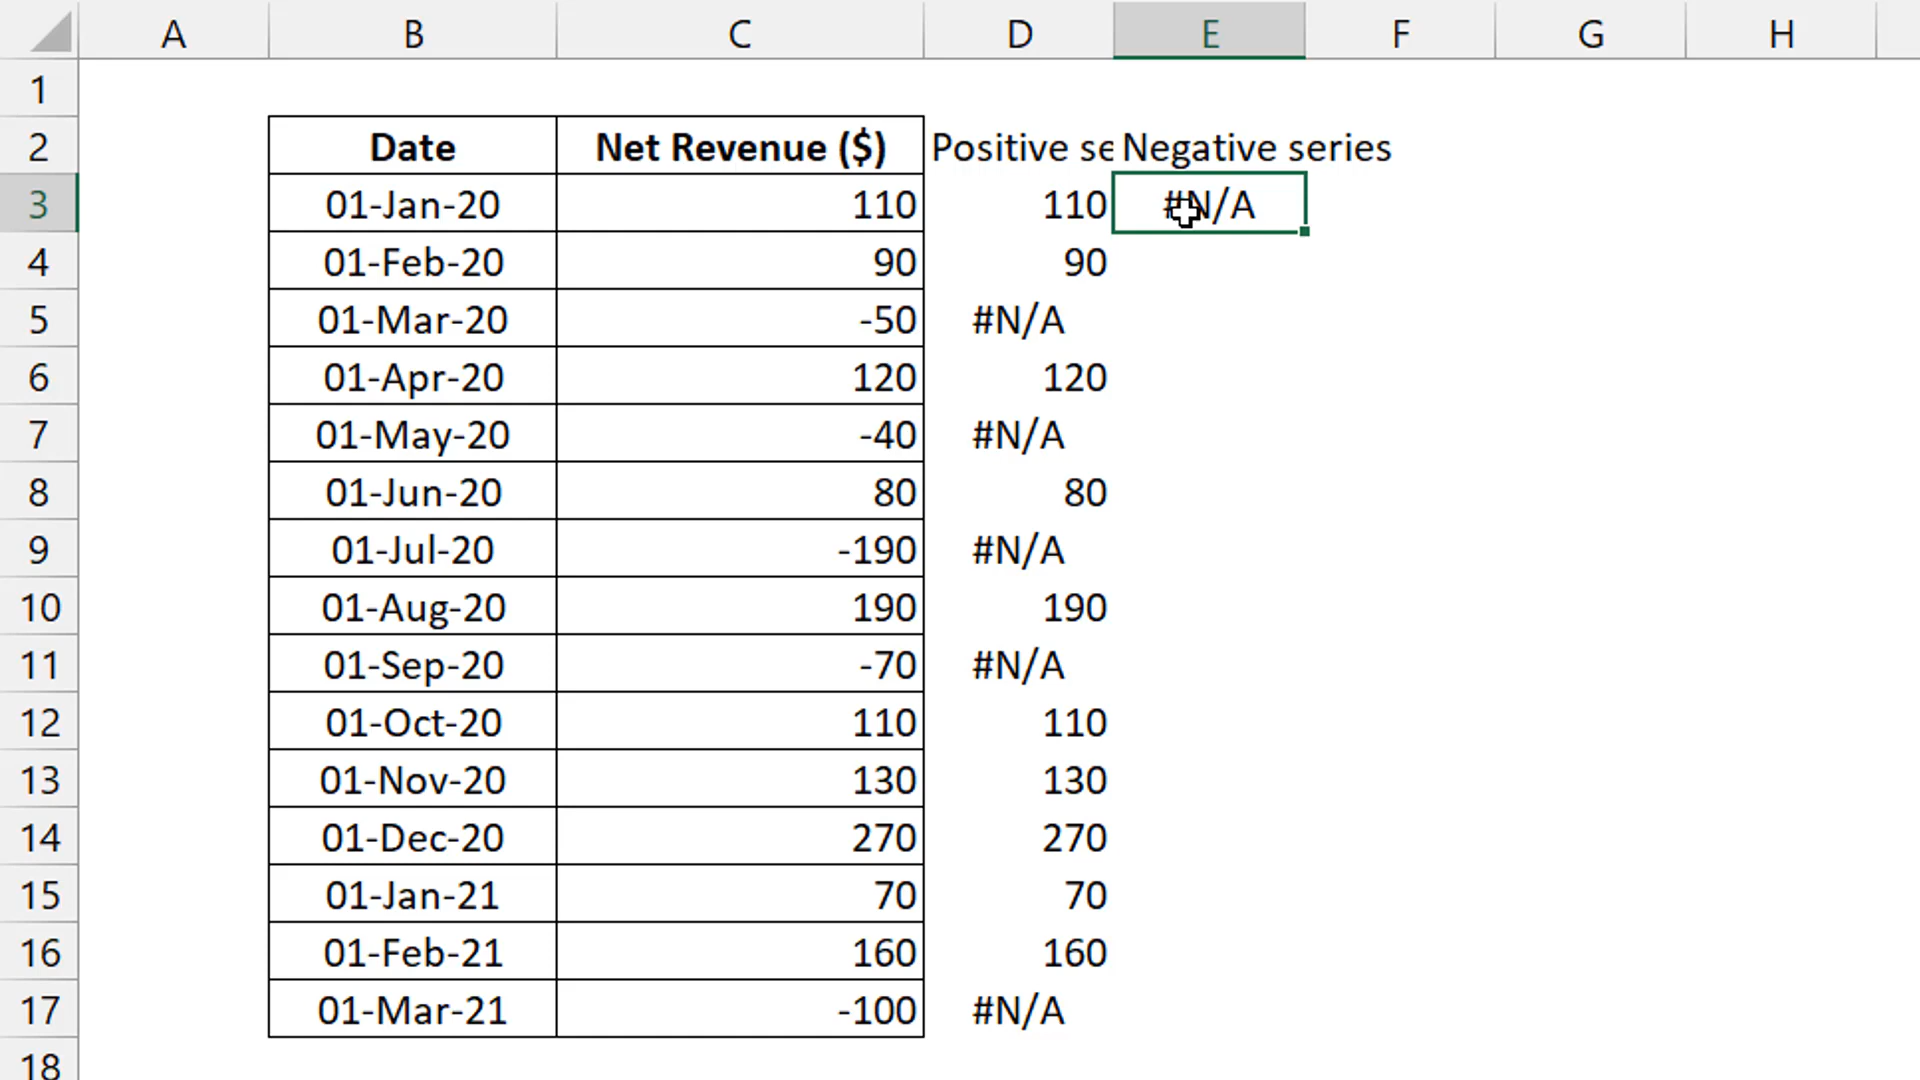 A B C D E F G H
1
2 Date Net Revenue ($) Positive se Negative series
3 01-Jan-20 110 110 #N/A
4 01-Feb-20 90 90
5 01-Mar-20 -50 #N/A
6 01-Apr-20 120 120
7 01-May-20 -40 #N/A
8 01-Jun-20 80 80
9 01-Jul-20 -190 #N/A
10 01-Aug-20 190 190
11 01-Sep-20 -70 #N/A
12 01-Oct-20 110 110
13 01-Nov-20 130 130
14 01-Dec-20 270 270
15 01-Jan-21 70 70
16 01-Feb-21 160 160
17 01-Mar-21 -100 #N/A
18